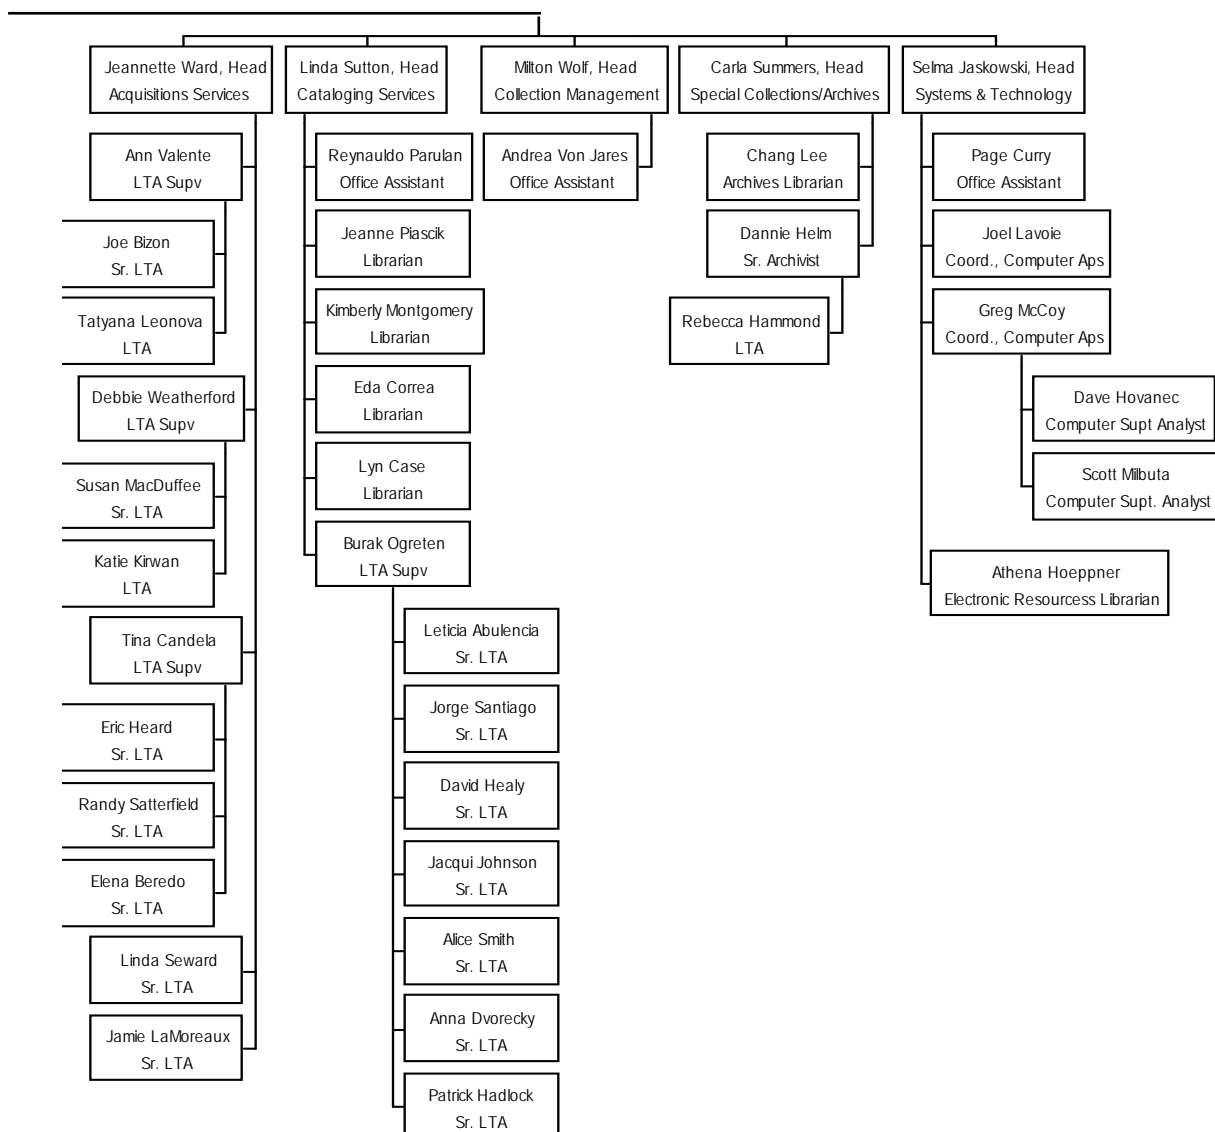 Jeannette Ward, Head
Acquisitions Services
Linda Sutton, Head
Cataloging Services
Milton Wolf, Head
Collection Management
Carla Summers, Head
Special Collections/Archives
Selma Jaskowski, Head
Systems & Technology
Ann Valente
LTA Supv
Joe Bizon
Sr. LTA
Tatyana Leonova
LTA
Debbie Weatherford
LTA Supv
Susan MacDuffee
Sr. LTA
Katie Kirwan
LTA
Tina Candela
LTA Supv
Eric Heard
Sr. LTA
Randy Satterfield
Sr. LTA
Elena Beredo
Sr. LTA
Linda Seward
Sr. LTA
Jamie LaMoreaux
Sr. LTA
Reynauldo Parulan
Office Assistant
Jeanne Piascik
Librarian
Kimberly Montgomery
Librarian
Eda Correa
Librarian
Lyn Case
Librarian
Burak Ogreten
LTA Supv
Leticia Abulencia
Sr. LTA
Jorge Santiago
Sr. LTA
David Healy
Sr. LTA
Jacqui Johnson
Sr. LTA
Alice Smith
Sr. LTA
Anna Dvorecky
Sr. LTA
Patrick Hadlock
Sr. LTA
Andrea Von Jares
Office Assistant
Chang Lee
Archives Librarian
Dannie Helm
Sr. Archivist
Rebecca Hammond
LTA
Page Curry
Office Assistant
Joel Lavoie
Coord., Computer Aps
Greg McCoy
Coord., Computer Aps
Dave Hovanec
Computer Supt Analyst
Scott Milbuta
Computer Supt. Analyst
Athena Hoeppner
Electronic Resourcess Librarian